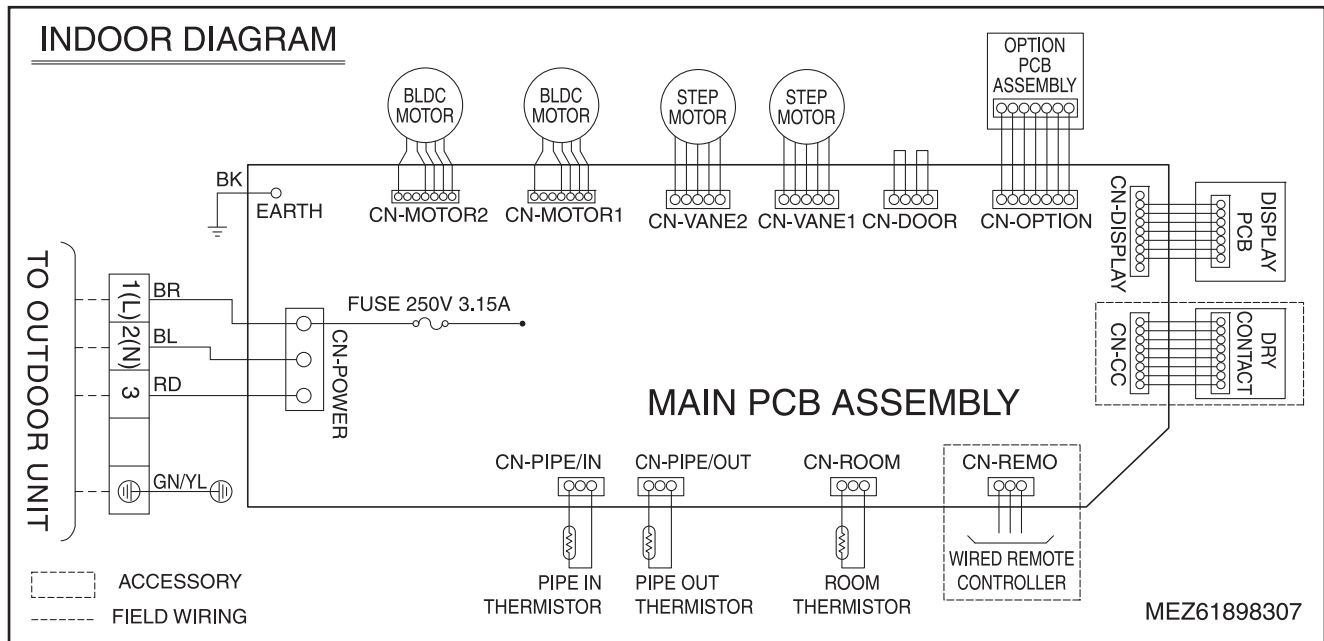 INDOOR DIAGRAM
BLDC
MOTOR
BLDC
MOTOR
STEP
MOTOR
STEP
MOTOR
OPTION
PCB
ASSEMBLY
BK
EARTH
CN-MOTOR2
CN-MOTOR1
CN-VANE2
CN-VANE1
CN-DOOR
CN-OPTION
CN-DISPLAY
DISPLAY
PCB
TO OUTDOOR UNIT
1(L)
2(N)
3
BR
BL
RD
GN/YL
CN-POWER
FUSE 250V 3.15A
CN-CC
DRY
CONTACT
MAIN PCB ASSEMBLY
CN-PIPE/IN
CN-PIPE/OUT
CN-ROOM
CN-REMO
PIPE IN
THERMISTOR
PIPE OUT
THERMISTOR
ROOM
THERMISTOR
WIRED REMOTE
CONTROLLER
ACCESSORY
FIELD WIRING
MEZ61898307